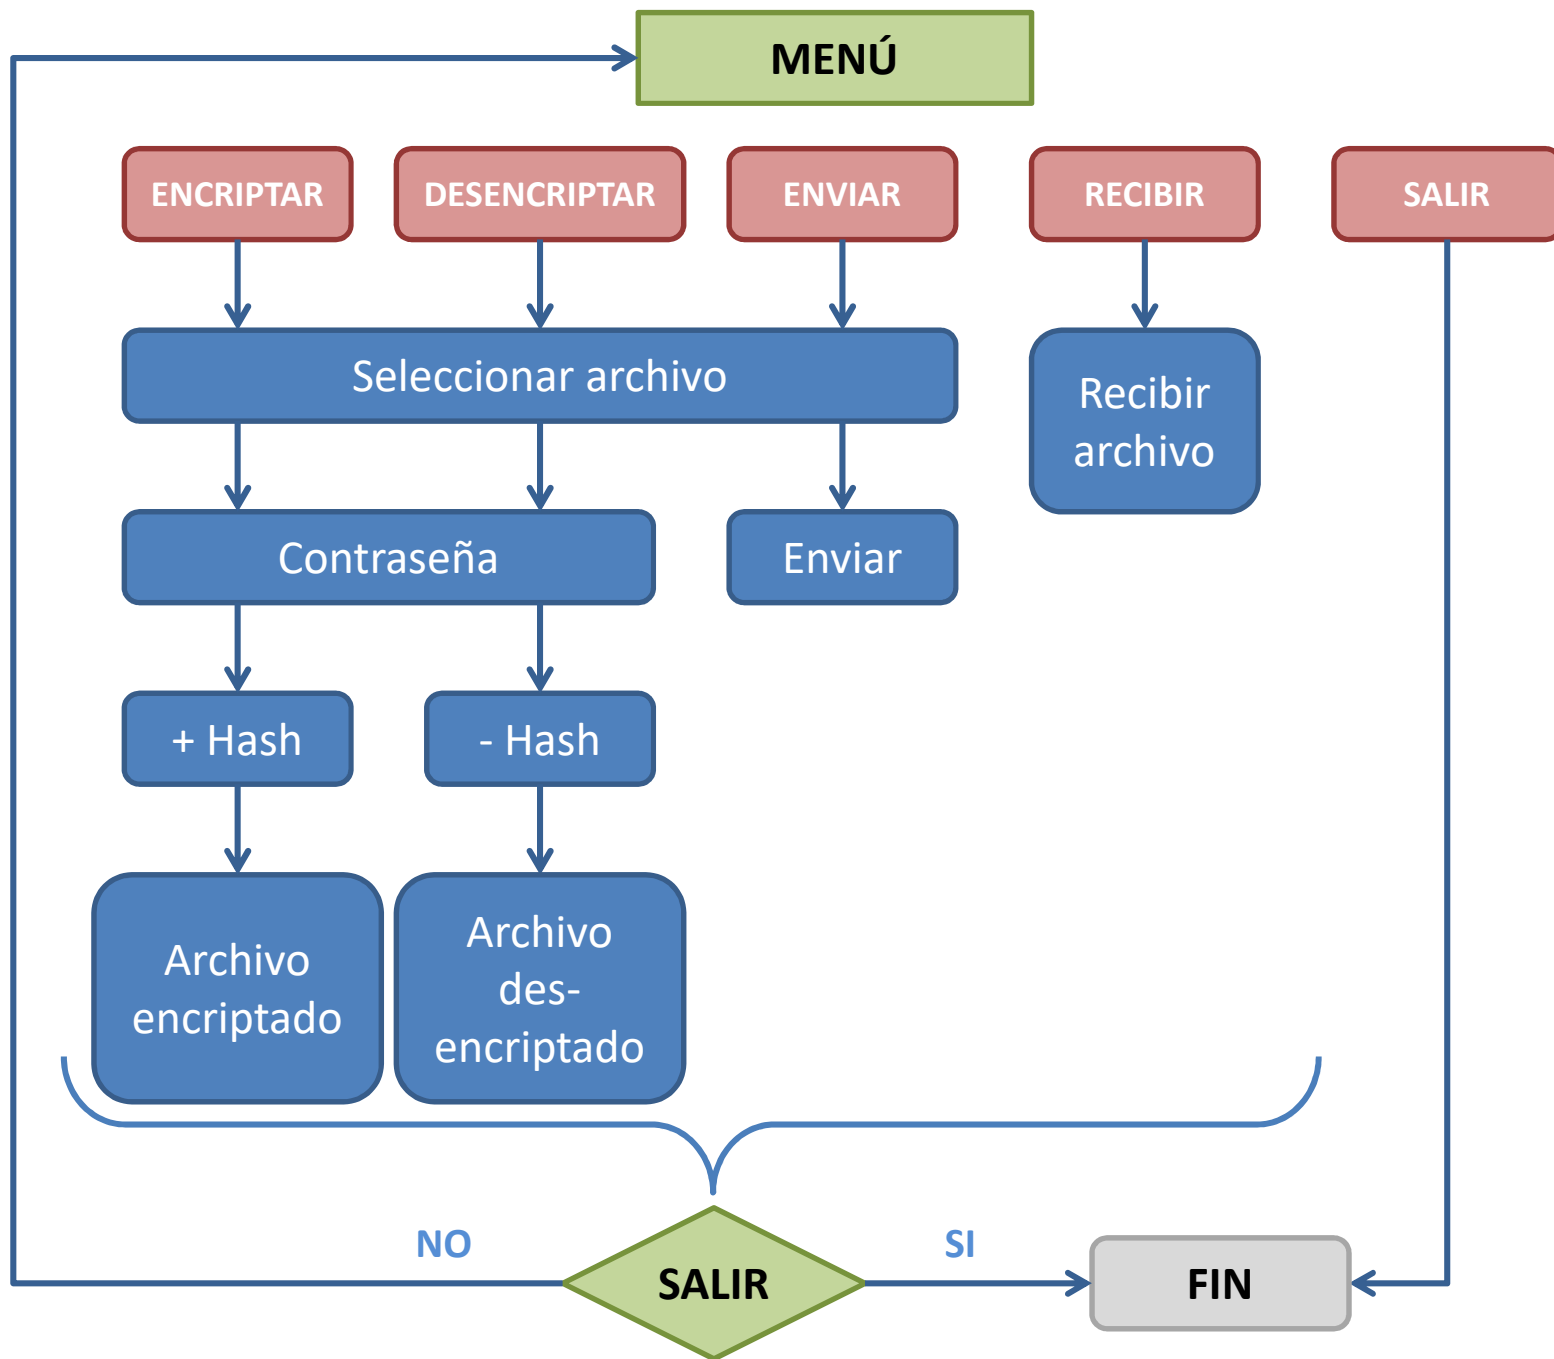 MENÚ
ENCRIPTAR
DESENCRIPTAR
ENVIAR
RECIBIR
SALIR
Seleccionar archivo
Recibir
archivo
Contraseña
Enviar
+ Hash
- Hash
Archivo
encriptado
Archivo
des-
encriptado
NO
SI
SALIR
FIN